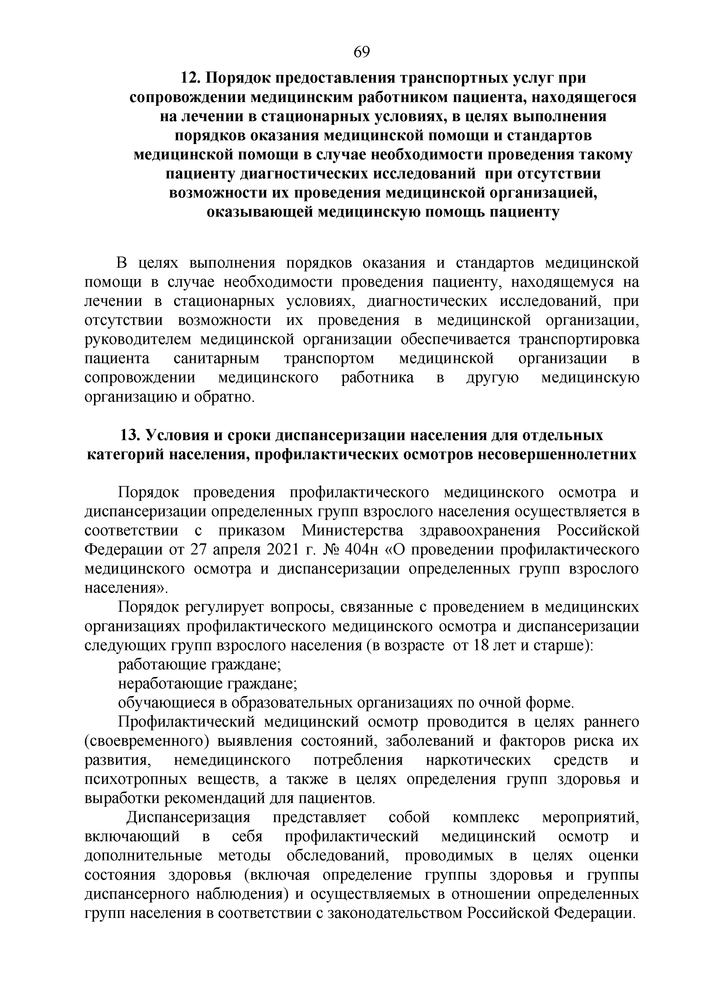 69
12. Порядок предоставления транспортных услуг при
сопровождении медицинским работником пациента, находящегося
на лечении в стационарных условиях, в целях выполнения
порядков оказания медицинской помощи и стандартов
медицинской помощи в случае необходимости проведения такому
пациенту диагностических исследований  при отсутствии
возможности их проведения медицинской организацией,
оказывающей медицинскую помощь пациенту
В целях выполнения порядков оказания и стандартов медицинской
помощи в случае необходимости проведения пациенту, находящемуся на
лечении в стационарных условиях, диагностических исследований, при
отсутствии возможности их проведения в медицинской организации,
руководителем медицинской организации обеспечивается транспортировка
пациента санитарным транспортом медицинской организации в
сопровождении медицинского работника в другую медицинскую
организацию и обратно.
13. Условия и сроки диспансеризации населения для отдельных
категорий населения, профилактических осмотров несовершеннолетних
Порядок проведения профилактического медицинского осмотра и
диспансеризации определенных групп взрослого населения осуществляется в
соответствии с приказом Министерства здравоохранения Российской
Федерации от 27 апреля 2021 г. № 404н «О проведении профилактического
медицинского осмотра и диспансеризации определенных групп взрослого
населения».
Порядок регулирует вопросы, связанные с проведением в медицинских
организациях профилактического медицинского осмотра и диспансеризации
следующих групп взрослого населения (в возрасте  от 18 лет и старше):
работающие граждане;
неработающие граждане;
обучающиеся в образовательных организациях по очной форме.
Профилактический медицинский осмотр проводится в целях раннего
(своевременного) выявления состояний, заболеваний и факторов риска их
развития, немедицинского потребления наркотических средств и
психотропных веществ, а также в целях определения групп здоровья и
выработки рекомендаций для пациентов.
Диспансеризация представляет собой комплекс мероприятий,
включающий в себя профилактический медицинский осмотр и
дополнительные методы обследований, проводимых в целях оценки
состояния здоровья (включая определение группы здоровья и группы
диспансерного наблюдения) и осуществляемых в отношении определенных
групп населения в соответствии с законодательством Российской Федерации.